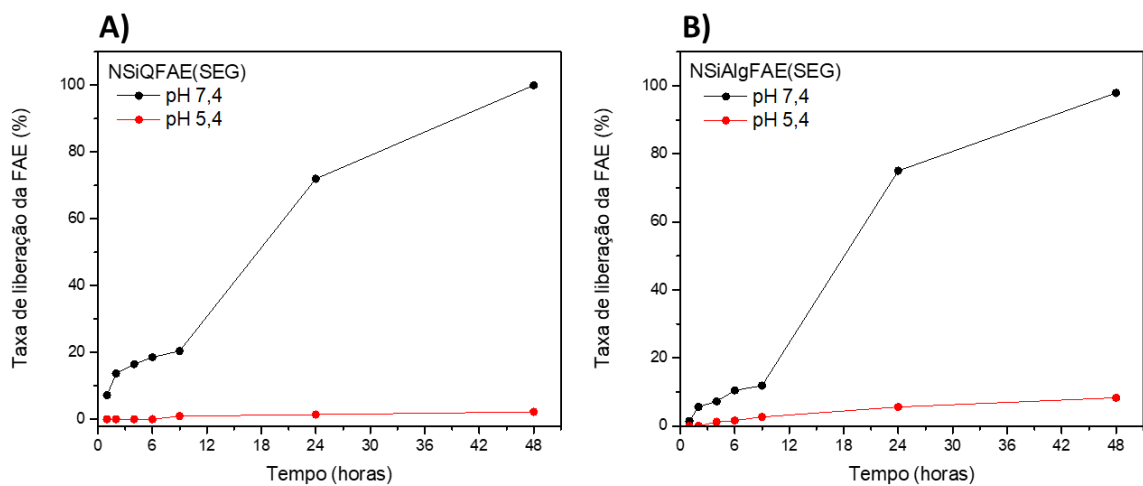 A)
NSiQFAE(SEG)
pH 7,4
pH 5,4
Taxa de liberação da FAE (%)
100
80
60
40
20
0
0 6 12 18 24 30 36 42 48
Tempo (horas)
B)
NSiAlgFAE(SEG)
pH 7,4
pH 5,4
Taxa de liberação da FAE (%)
100
80
60
40
20
0
0 6 12 18 24 30 36 42 48
Tempo (horas)